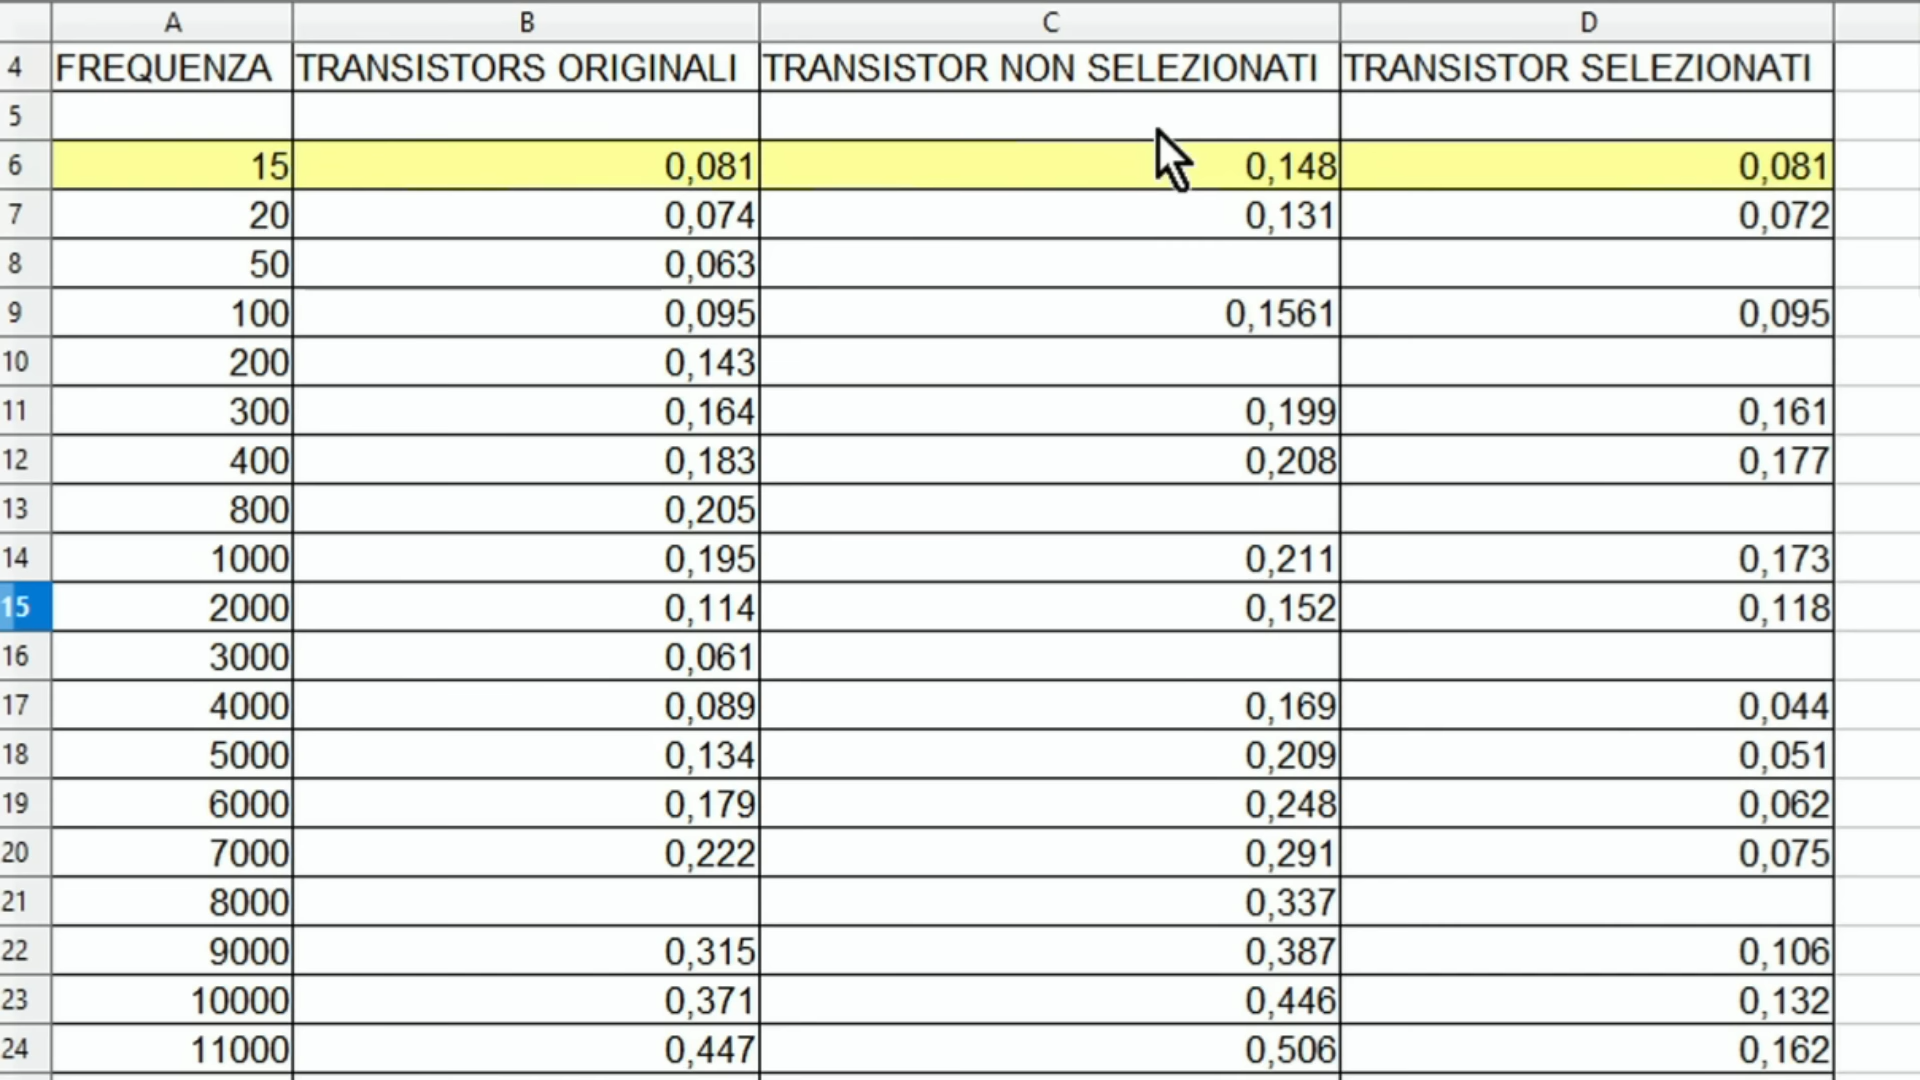 A B C D
4 FREQUENZA TRANSISTORS ORIGINALI TRANSISTOR NON SELEZIONATI TRANSISTOR SELEZIONATI
5
6 15 0,081 0,148 0,081
7 20 0,074 0,131 0,072
8 50 0,063
9 100 0,095 0,1561 0,095
10 200 0,143
11 300 0,164 0,199 0,161
12 400 0,183 0,208 0,177
13 800 0,205
14 1000 0,195 0,211 0,173
15 2000 0,114 0,152 0,118
16 3000 0,061
17 4000 0,089 0,169 0,044
18 5000 0,134 0,209 0,051
19 6000 0,179 0,248 0,062
20 7000 0,222 0,291 0,075
21 8000 0,337
22 9000 0,315 0,387 0,106
23 10000 0,371 0,446 0,132
24 11000 0,447 0,506 0,162